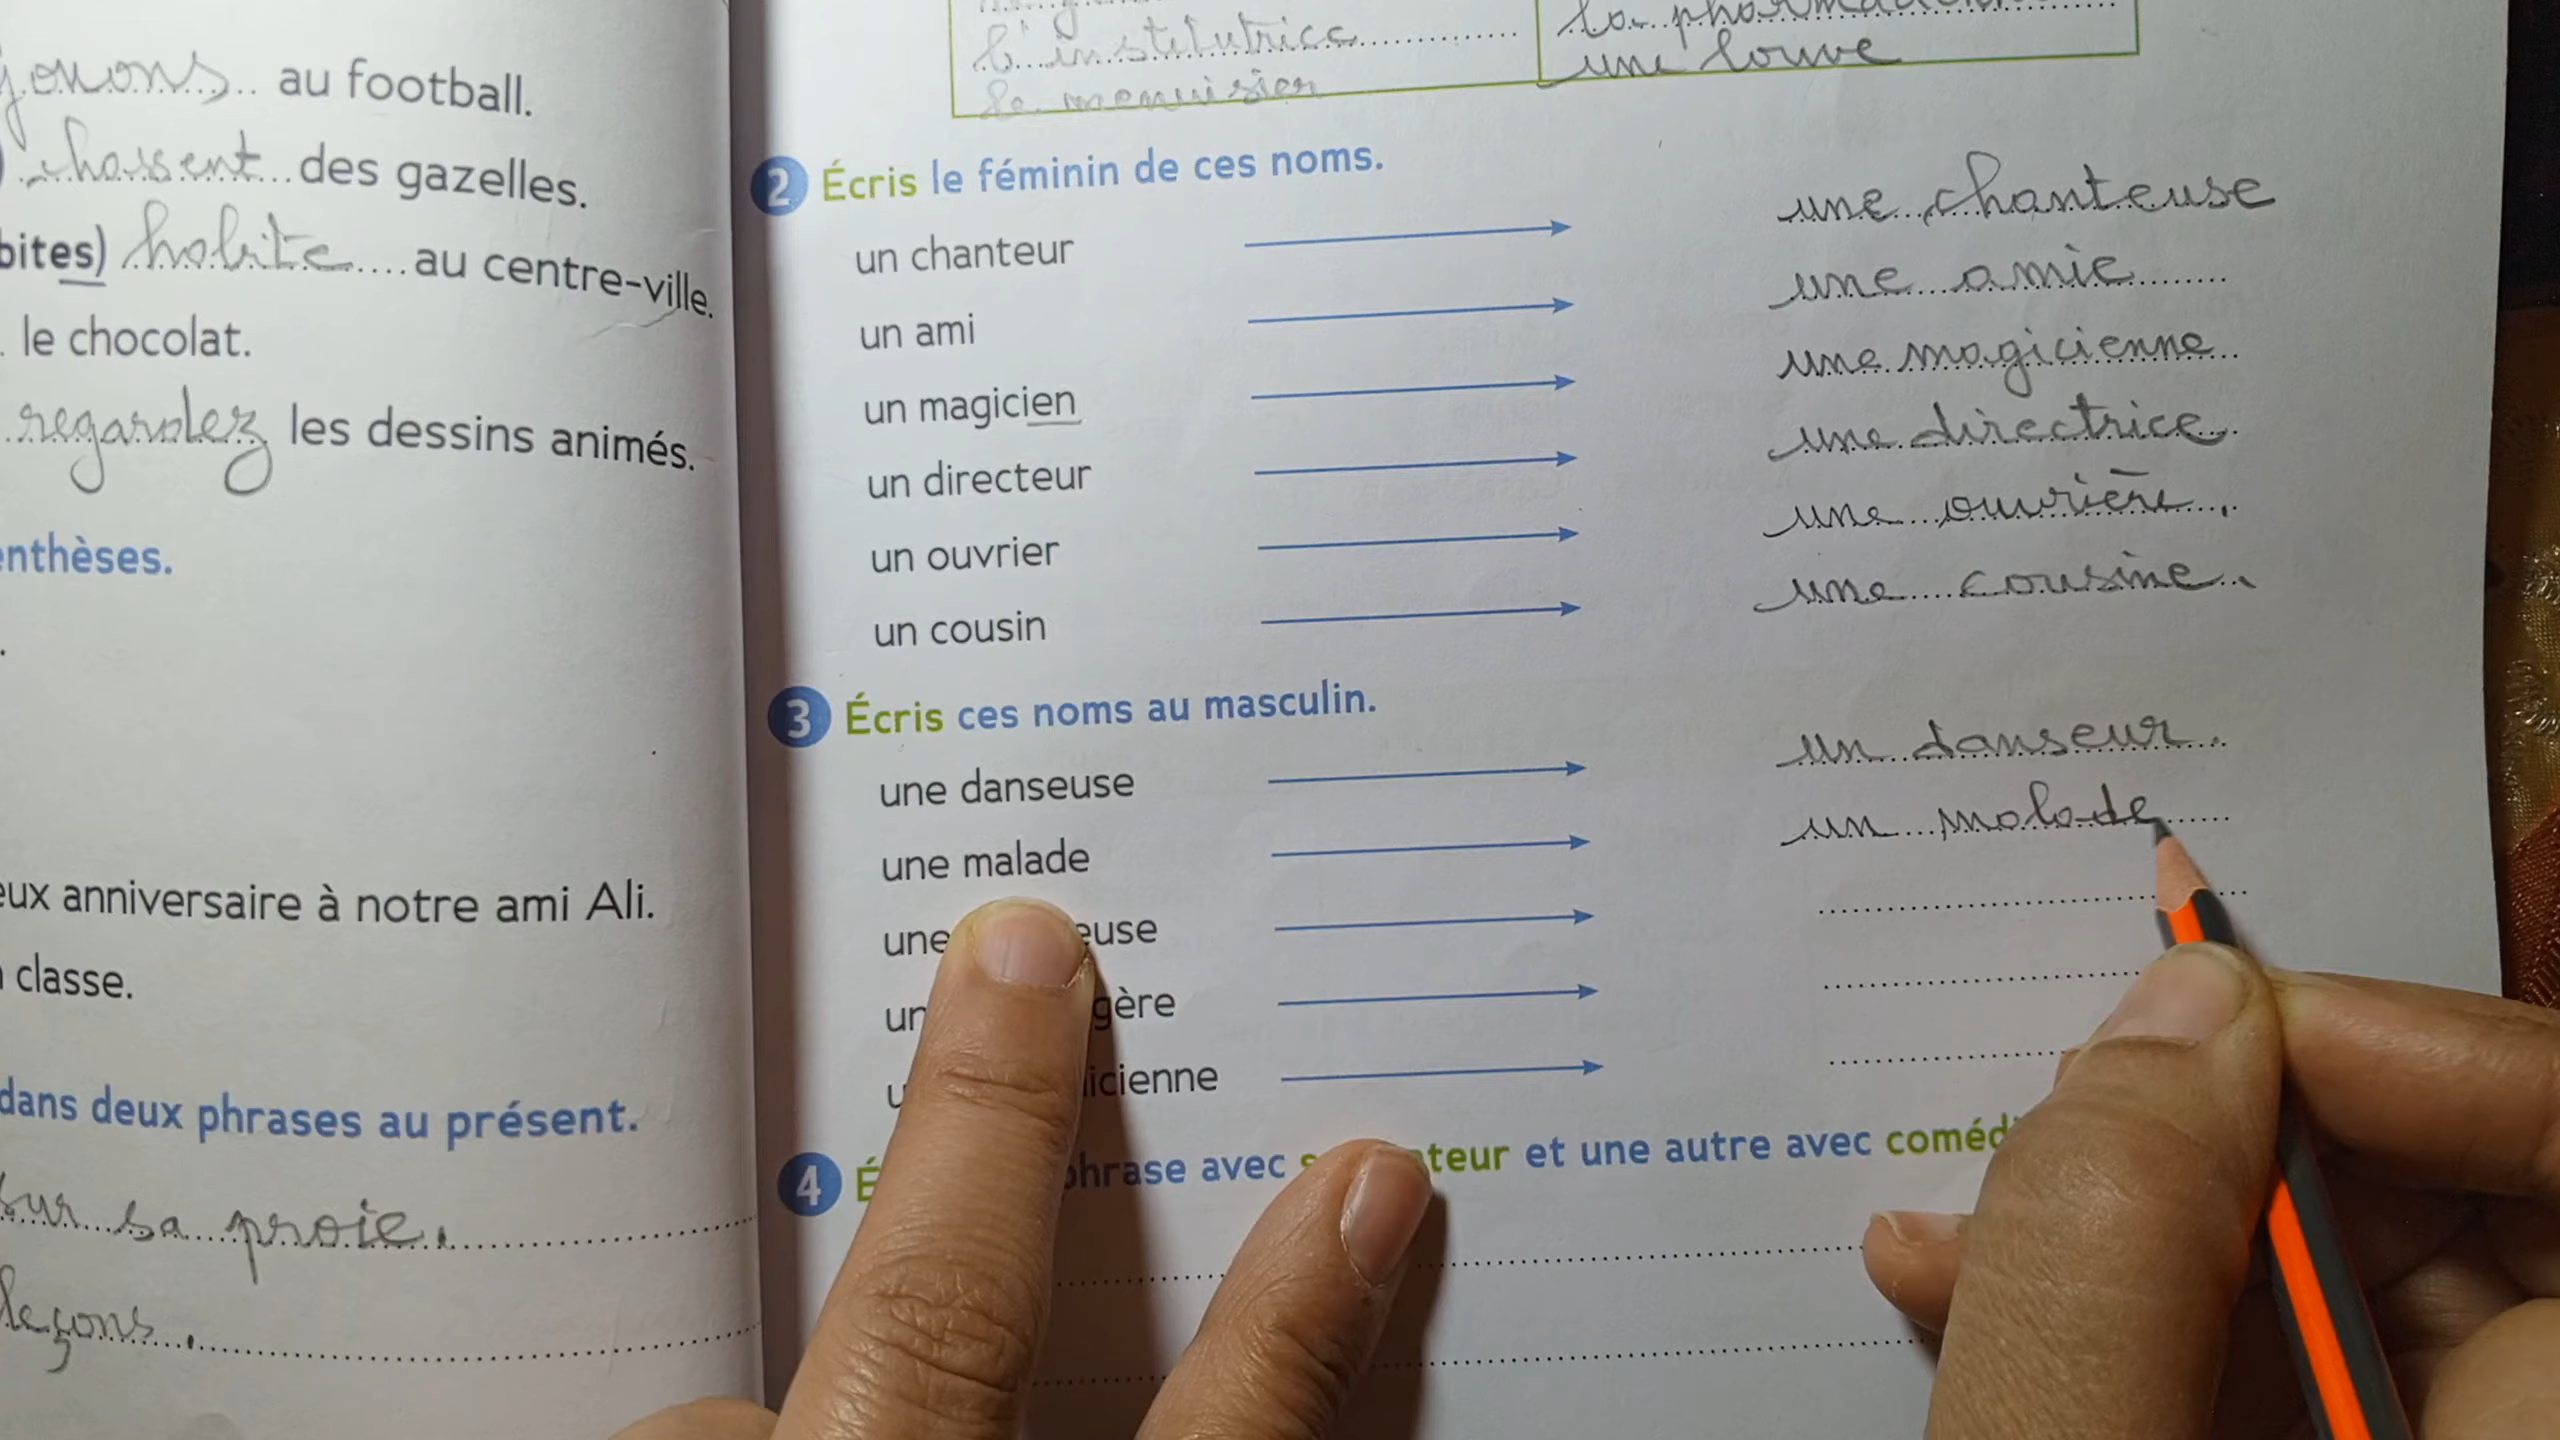 jouons au football.
chassent des gazelles.
bites) habite au centre-ville.
le chocolat.
regardez les dessins animés.
enthèses.
eux anniversaire à notre ami Ali.
classe.
dans deux phrases au présent.
sur sa proie.
leçons.
l'institutrice
le menuisier
une louve
2 Écris le féminin de ces noms.
un chanteur une chanteuse
un ami une amie
un magicien une magicienne
un directeur une directrice
un ouvrier une ouvrière
un cousin une cousine
3 Écris ces noms au masculin.
une danseuse un danseur.
une malade un malade
une euse
gère
icienne
4 phrase avec teur et une autre avec coméd